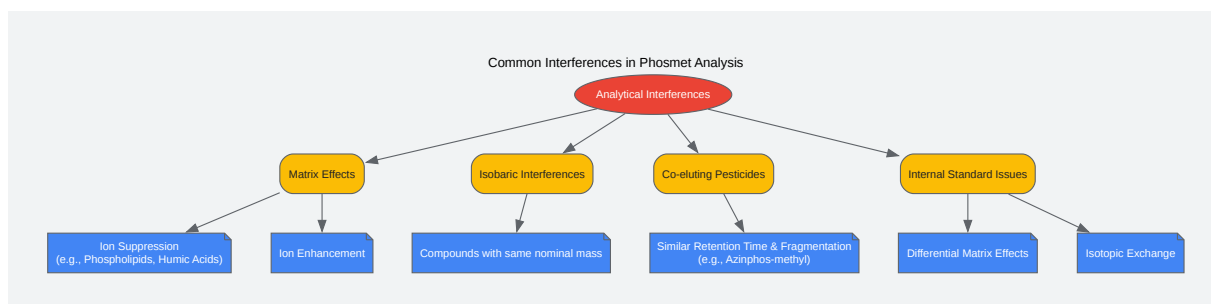 Common Interferences in Phosmet Analysis
Analytical Interferences
Matrix Effects
Isobaric Interferences
Co-eluting Pesticides
Internal Standard Issues
Ion Suppression
(e.g., Phospholipids, Humic Acids)
Ion Enhancement
Compounds with same nominal mass
Similar Retention Time & Fragmentation
(e.g., Azinphos-methyl)
Differential Matrix Effects
Isotopic Exchange